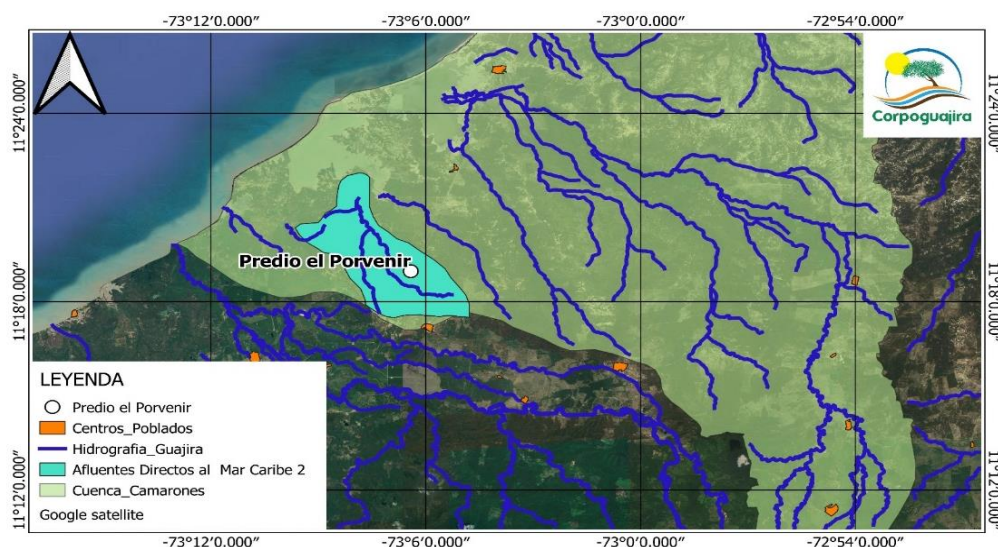 -73°12'0.000" -73°6'0.000" -73°0'0.000" -72°54'0.000"
11°24'0.000" 11°24'0.000"
Corpoguajira
Predio el Porvenir
11°18'0.000" 11°18'0.000"
LEYENDA
Predio el Porvenir
Centros_Poblados
Hidrografia_Guajira
Afluentes Directos al Mar Caribe 2
Cuenca_Camarones
Google satellite
11°12'0.000" 11°12'0.000"
-73°12'0.000" -73°6'0.000" -73°0'0.000" -72°54'0.000"